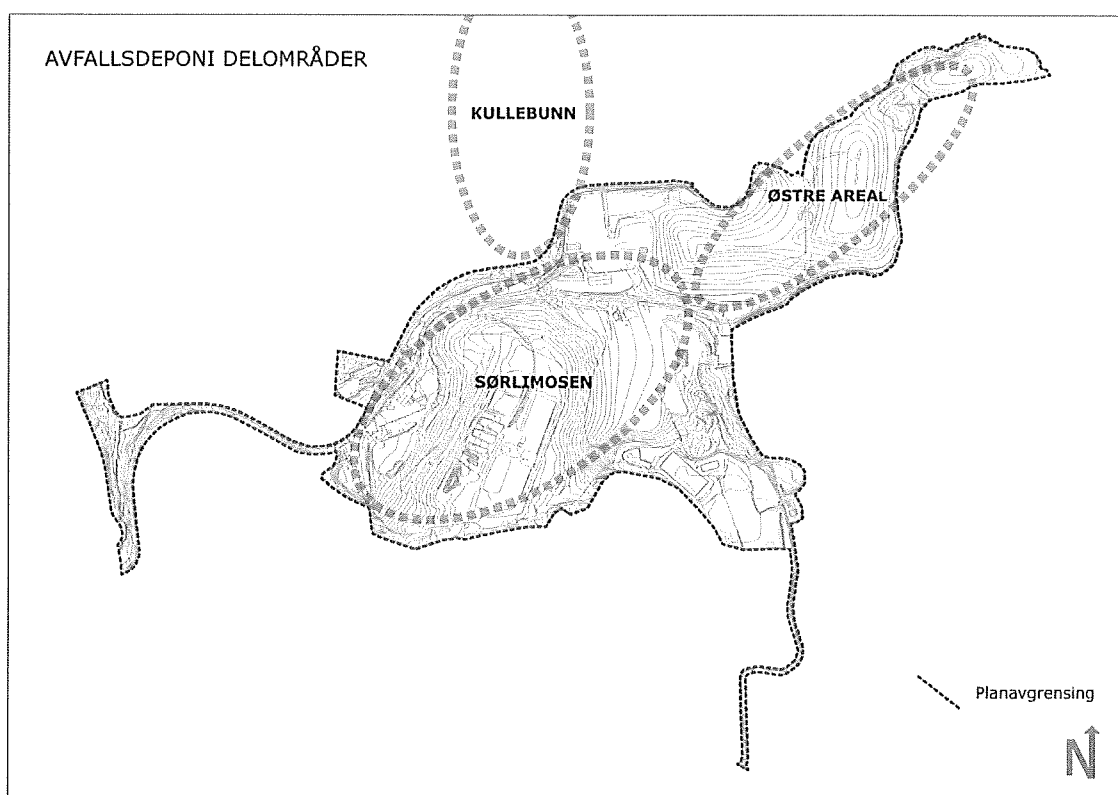 AVFALLSDEPONI DELOMRÅDER
KULLEBUNN
ØSTRE AREAL
SØRLIMOSEN
Planavgrensing
N